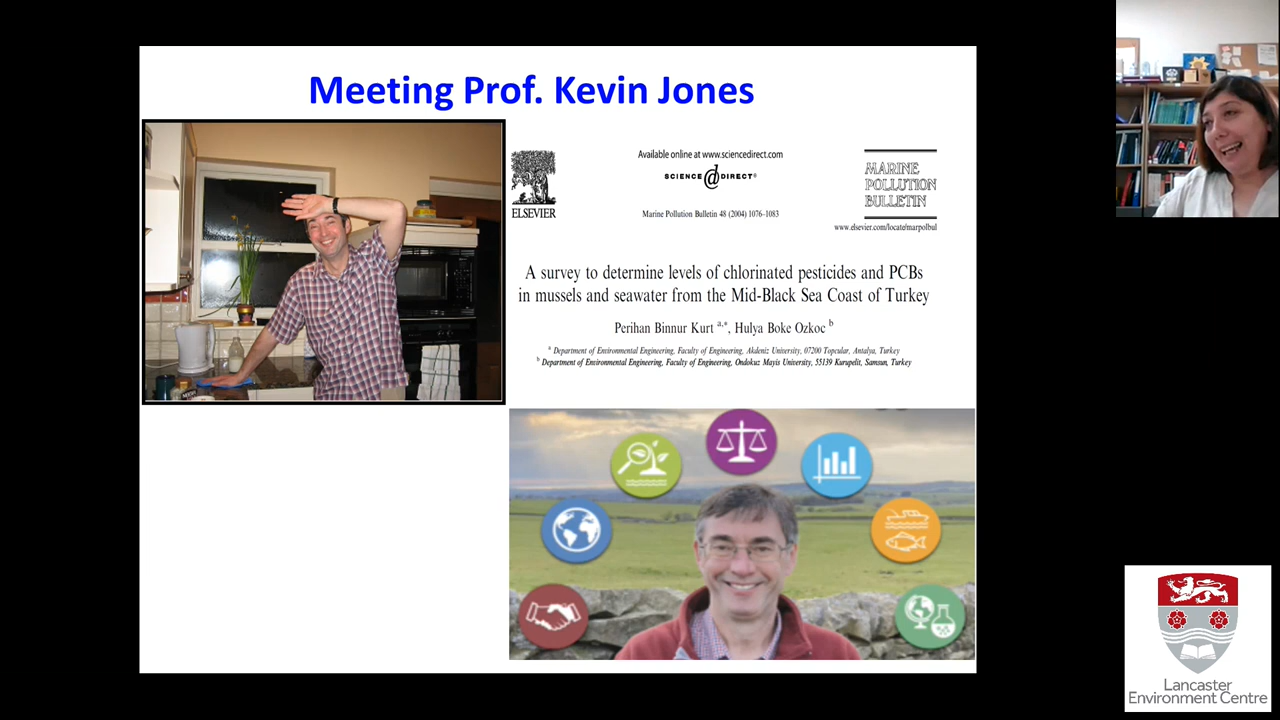 Meeting Prof. Kevin Jones
Available online at www.sciencedirect.com
SCIENCE @ DIRECT®
ELSEVIER
Marine Pollution Bulletin 48 (2004) 1076–1083
MARINE
POLLUTION
BULLETIN
www.elsevier.com/locate/marpolbul
A survey to determine levels of chlorinated pesticides and PCBs
in mussels and seawater from the Mid-Black Sea Coast of Turkey
Perihan Binnur Kurt a,*, Hulya Boke Ozkoc b
a Department of Environmental Engineering, Faculty of Engineering, Akdeniz University, 07200 Topcular, Antalya, Turkey
b Department of Environmental Engineering, Faculty of Engineering, Ondokuz Mayis University, 55139 Kurupelit, Samsun, Turkey
Lancaster
Environment Centre